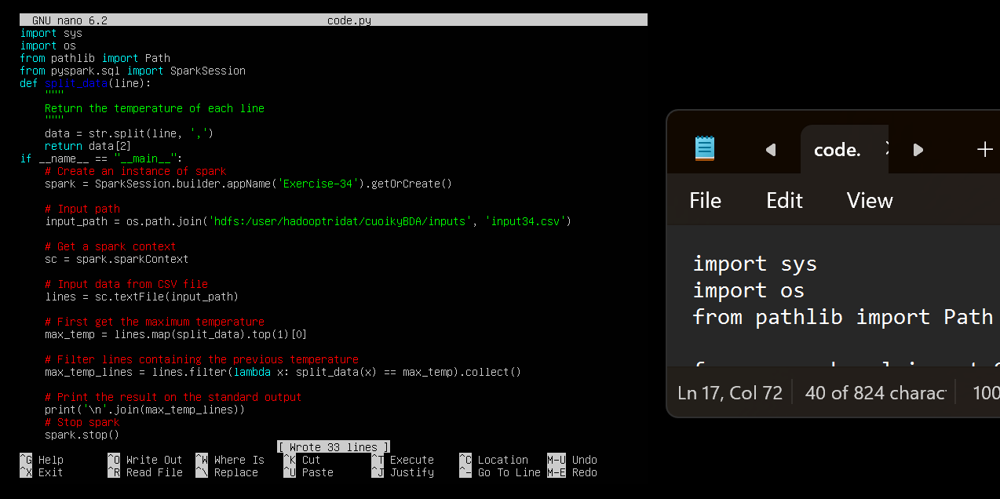 GNU nano 6.2 code.py
import sys
import os
from pathlib import Path
from pyspark.sql import SparkSession
def split_data(line):
    """
    Return the temperature of each line
    """
    data = str.split(line, ',')
    return data[2]
if __name__ == "__main__":
    # Create an instance of spark
    spark = SparkSession.builder.appName('Exercise-34').getOrCreate()

    # Input path
    input_path = os.path.join('hdfs:/user/hadooptridat/cuoikyBDA/inputs', 'input34.csv')

    # Get a spark context
    sc = spark.sparkContext

    # Input data from CSV file
    lines = sc.textFile(input_path)

    # First get the maximum temperature
    max_temp = lines.map(split_data).top(1)[0]

    # Filter lines containing the previous temperature
    max_temp_lines = lines.filter(lambda x: split_data(x) == max_temp).collect()

    # Print the result on the standard output
    print('\n'.join(max_temp_lines))
    # Stop spark
    spark.stop()
[ Wrote 33 lines ]
^G Help ^O Write Out ^W Where Is ^K Cut ^T Execute ^C Location M-U Undo
^X Exit ^R Read File ^\ Replace ^U Paste ^J Justify ^- Go To Line M-E Redo
code.
File Edit View
import sys
import os
from pathlib import Path
Ln 17, Col 72 40 of 824 charac 100